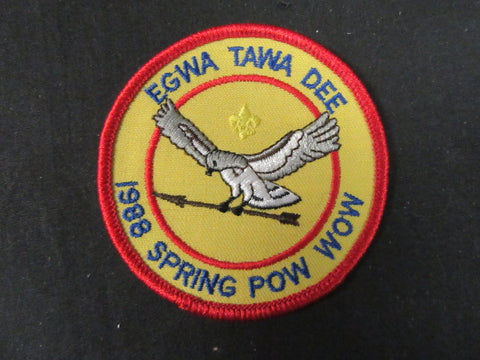 EGWA TAWA DEE
1988 SPRING POW WOW